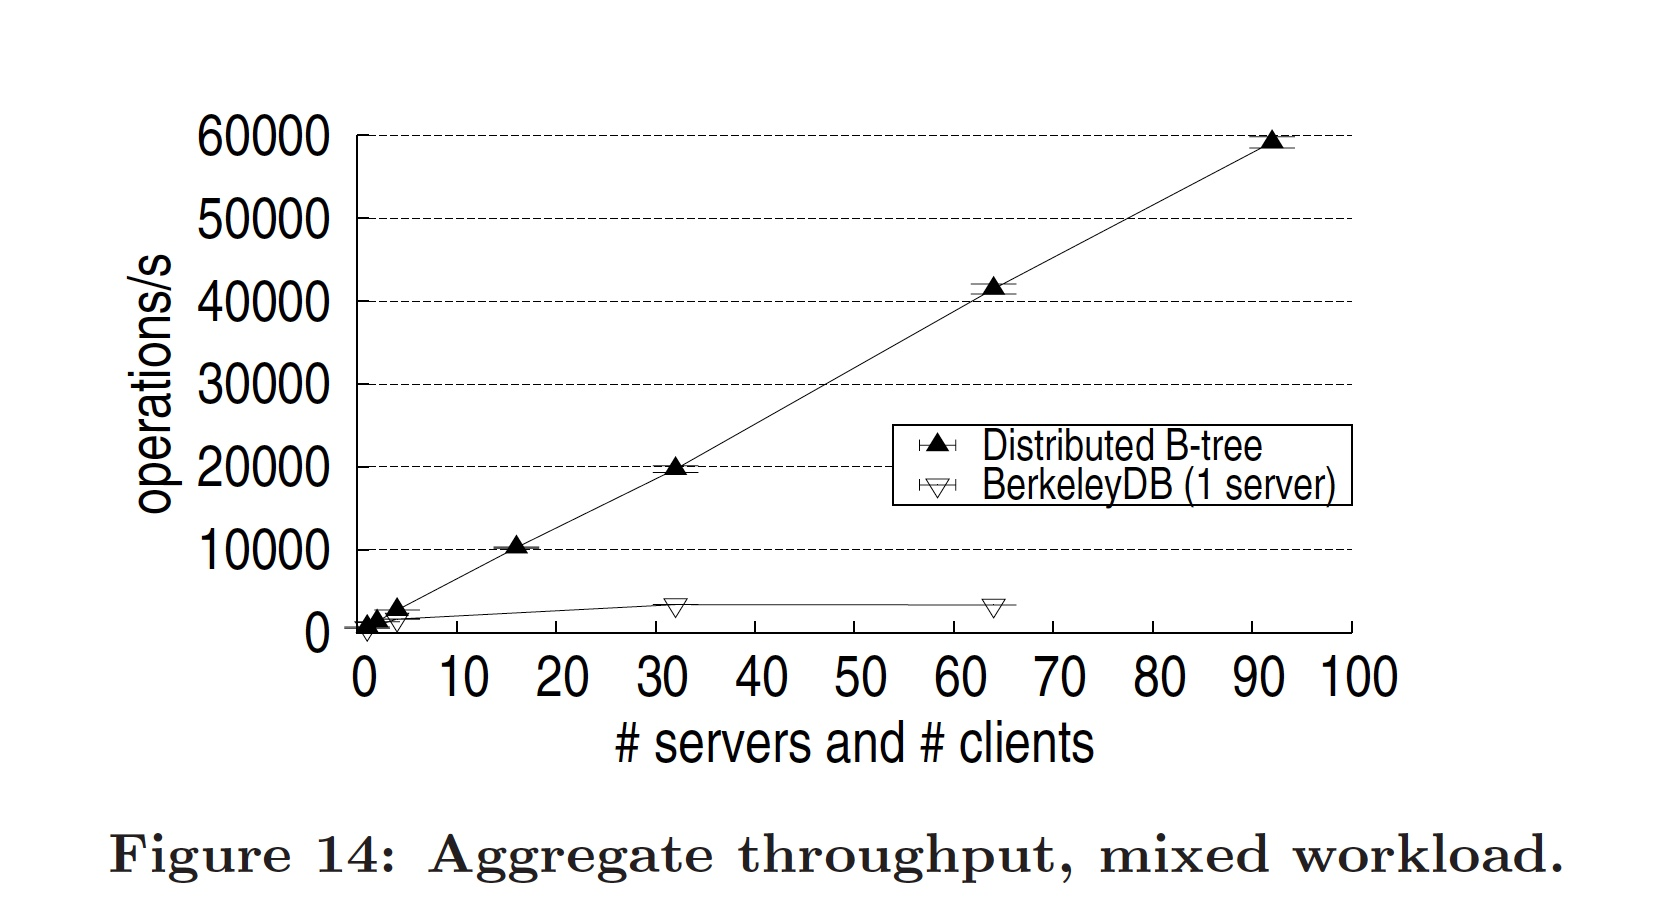 60000
50000
40000
30000
20000
10000
0
operations/s
Distributed B-tree
BerkeleyDB (1 server)
0 10 20 30 40 50 60 70 80 90 100
# servers and # clients
Figure 14: Aggregate throughput, mixed workload.